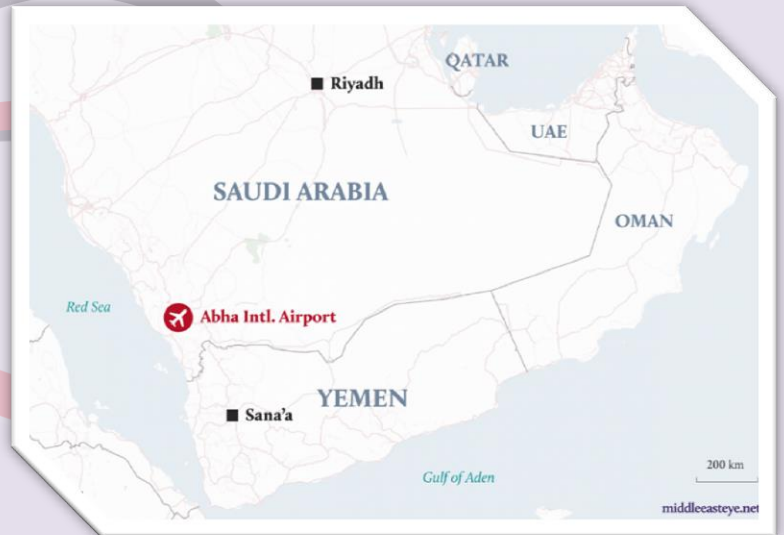 QATAR
Riyadh
UAE
SAUDI ARABIA
OMAN
Red Sea
Abha Intl. Airport
YEMEN
Sana'a
Gulf of Aden
200 km
middleeasteye.net